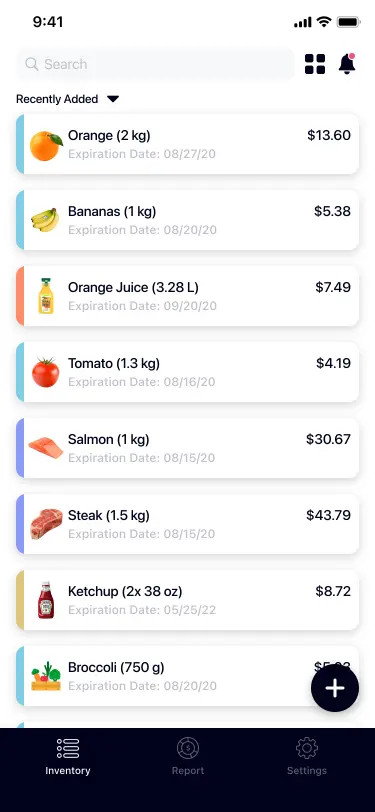 9:41
Search
Recently Added
Orange (2 kg)
$13.60
Expiration Date: 08/27/20
Bananas (1 kg)
$5.38
Expiration Date: 08/20/20
Orange Juice (3.28 L)
$7.49
Expiration Date: 09/20/20
Tomato (1.3 kg)
$4.19
Expiration Date: 08/16/20
Salmon (1 kg)
$30.67
Expiration Date: 08/15/20
Steak (1.5 kg)
$43.79
Expiration Date: 08/15/20
Ketchup (2x 38 oz)
$8.72
Expiration Date: 05/25/22
Broccoli (750 g)
Expiration Date: 08/20/20
Inventory
Report
Settings